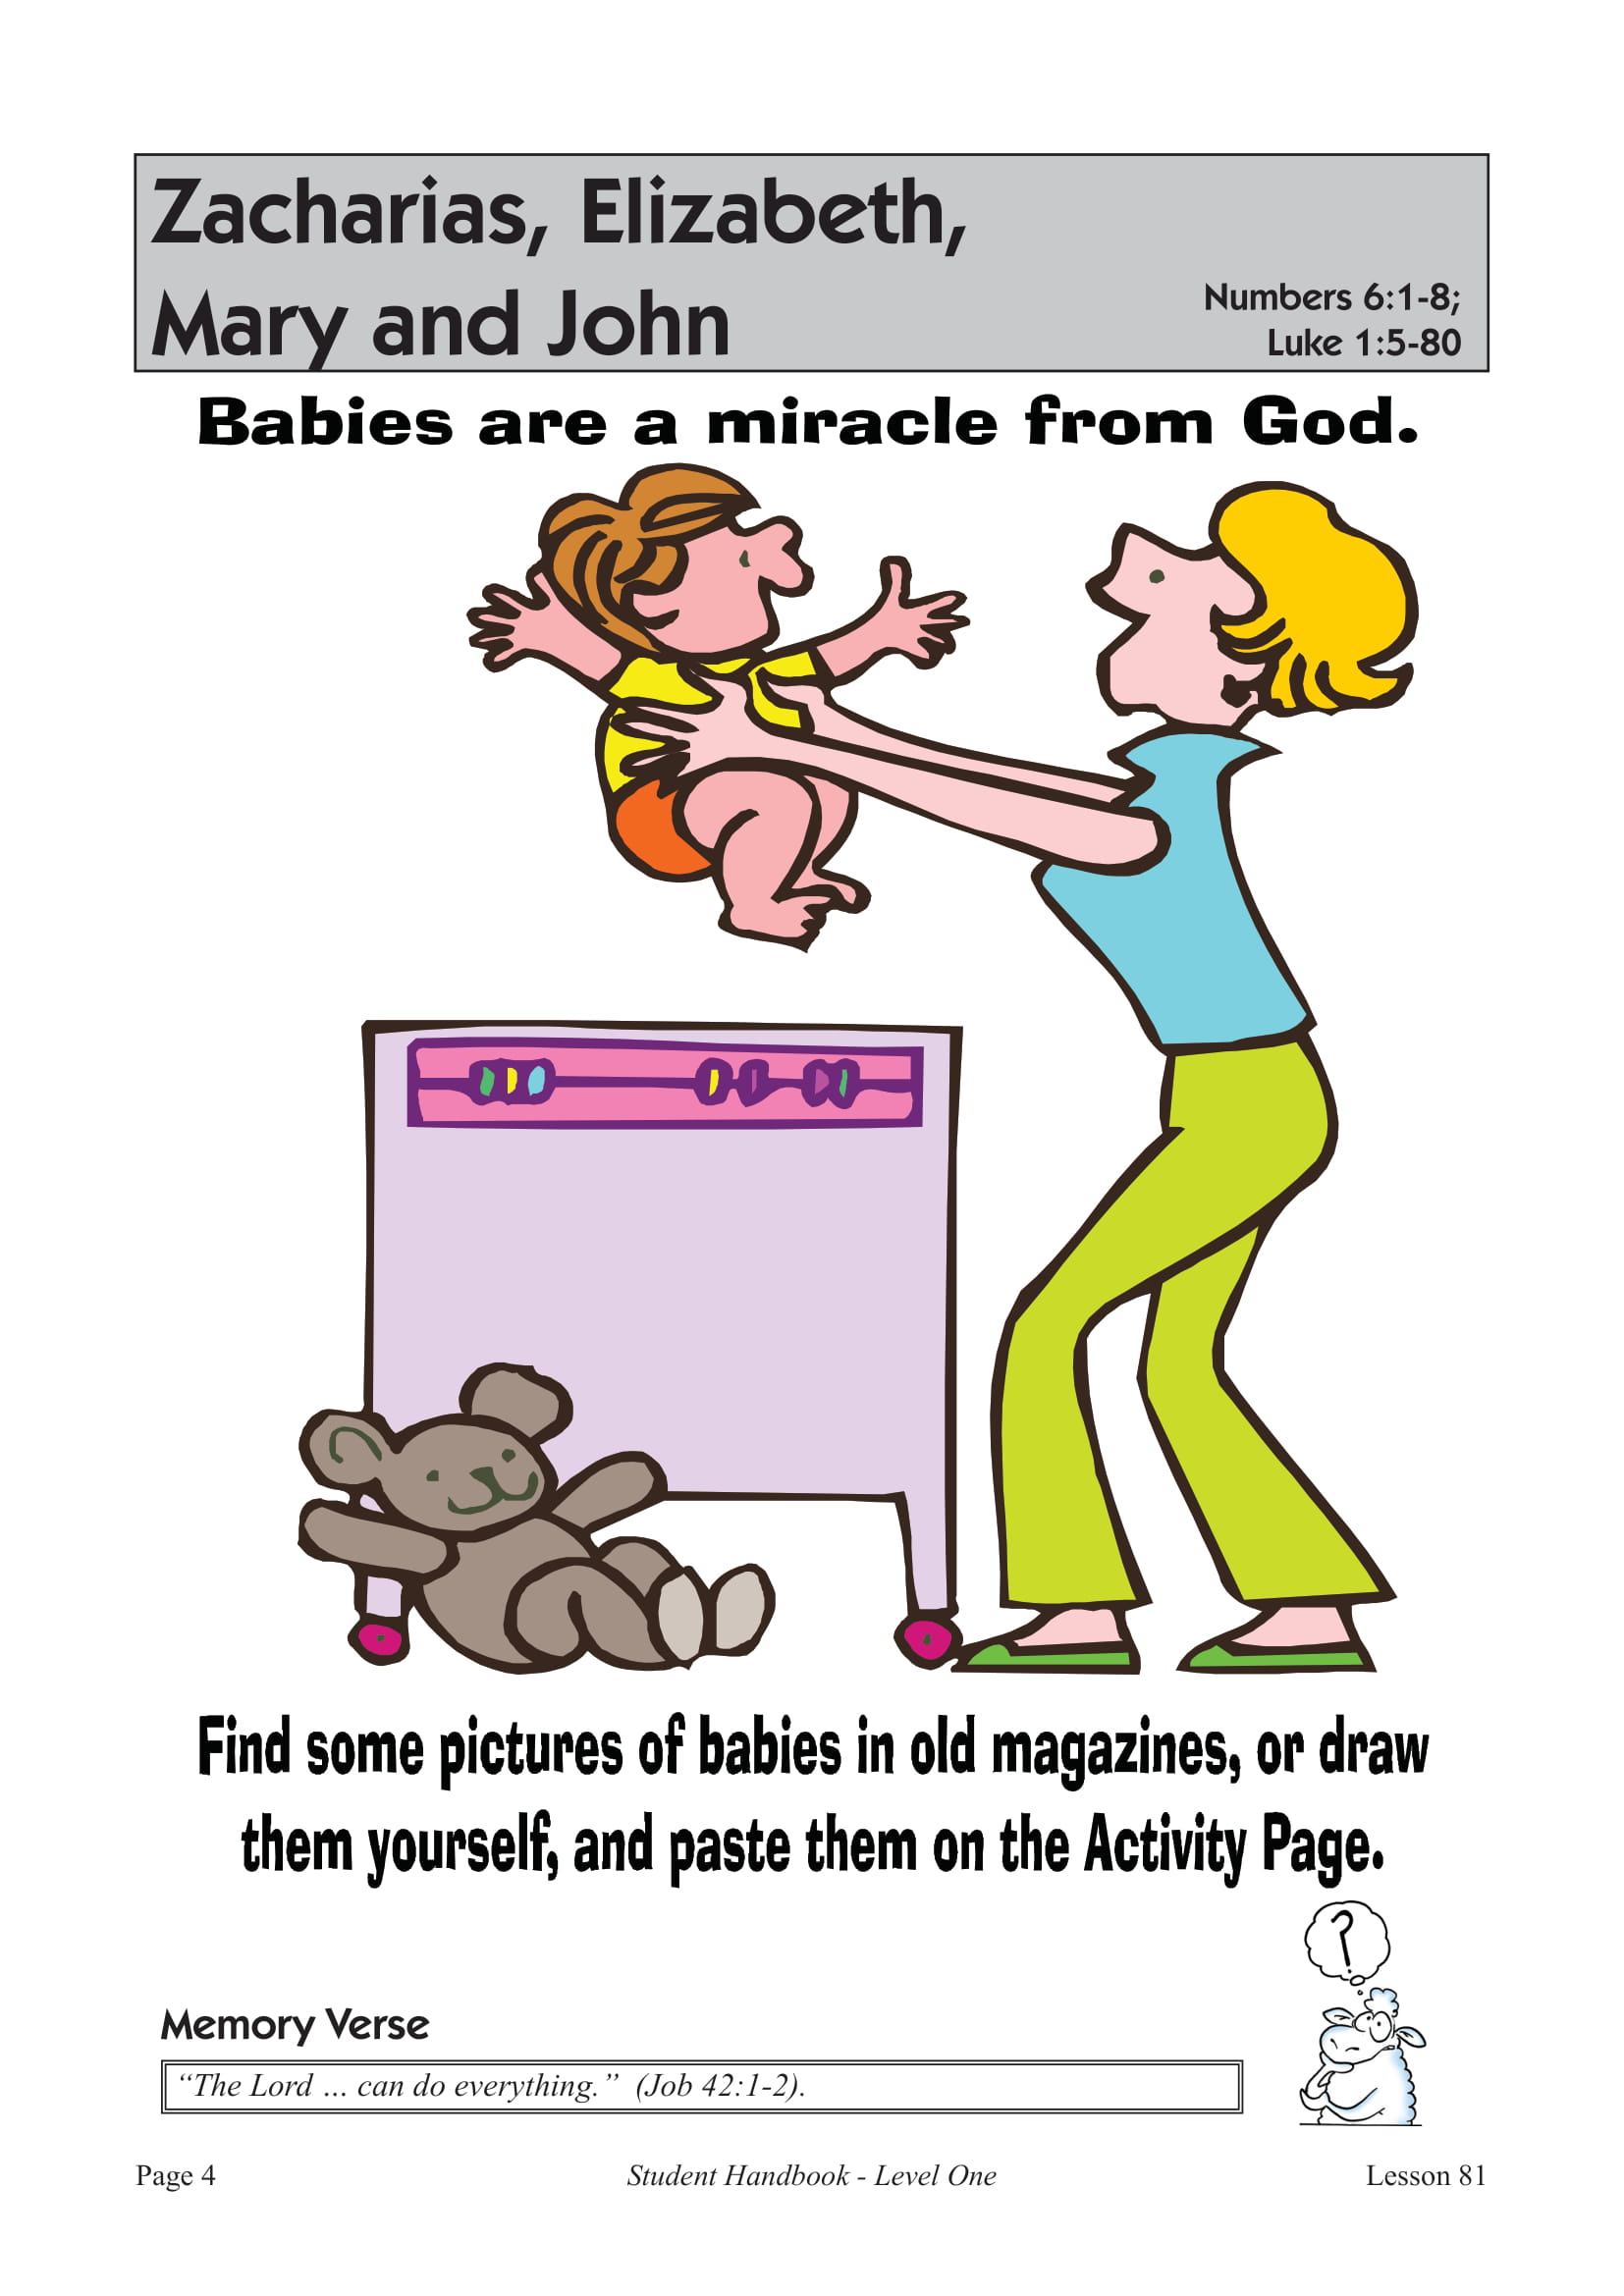 Zacharias, Elizabeth,
Mary and John
Numbers 6:1-8;
Luke 1:5-80
Babies are a miracle from God.
Find some pictures of babies in old magazines, or draw
them yourself, and paste them on the Activity Page.
?
Memory Verse
“The Lord ... can do everything.” (Job 42:1-2).
Page 4
Student Handbook - Level One
Lesson 81